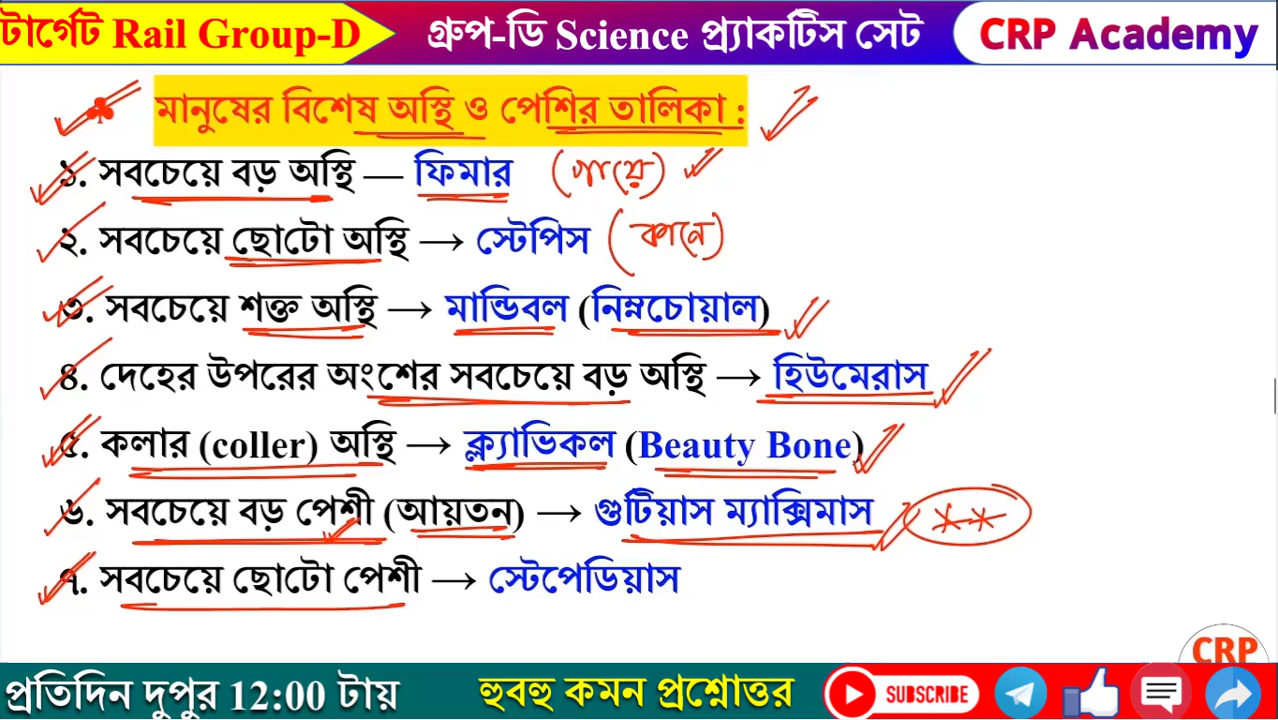 টার্গেট Rail Group-D গ্রুপ-ডি Science প্র্যাকটিস সেট CRP Academy
♣ মানুষের বিশেষ অস্থি ও পেশির তালিকা :
১. সবচেয়ে বড় অস্থি — ফিমার (পায়ে)
২. সবচেয়ে ছোটো অস্থি → স্টেপিস (কানে)
৩. সবচেয়ে শক্ত অস্থি → মান্ডিবল (নিম্নচোয়াল)
৪. দেহের উপরের অংশের সবচেয়ে বড় অস্থি → হিউমেরাস
৫. কলার (coller) অস্থি → ক্ল্যাভিকল (Beauty Bone)
৬. সবচেয়ে বড় পেশী (আয়তন) → গুটিয়াস ম্যাক্সিমাস **
৭. সবচেয়ে ছোটো পেশী → স্টেপেডিয়াস
CRP
প্রতিদিন দুপুর 12:00 টায় হুবহু কমন প্রশ্নোত্তর SUBSCRIBE